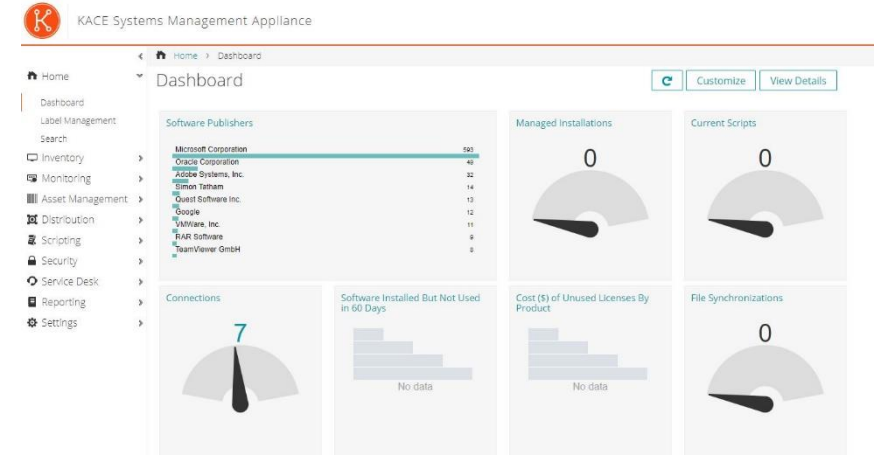 KACE Systems Management Appliance
Home > Dashboard
Home
Dashboard
Label Management
Search
Inventory
Monitoring
Asset Management
Distribution
Scripting
Security
Service Desk
Reporting
Settings
Dashboard
Customize
View Details
Software Publishers
Microsoft Corporation 593
Oracle Corporation 49
Adobe Systems, Inc. 32
Simon Tatham 14
Quest Software Inc. 13
Google 12
VMWare, Inc. 11
RAR Software
TeamViewer GmbH
Managed Installations
0
Current Scripts
0
Connections
7
Software Installed But Not Used
in 60 Days
No data
Cost ($) of Unused Licenses By
Product
No data
File Synchronizations
0